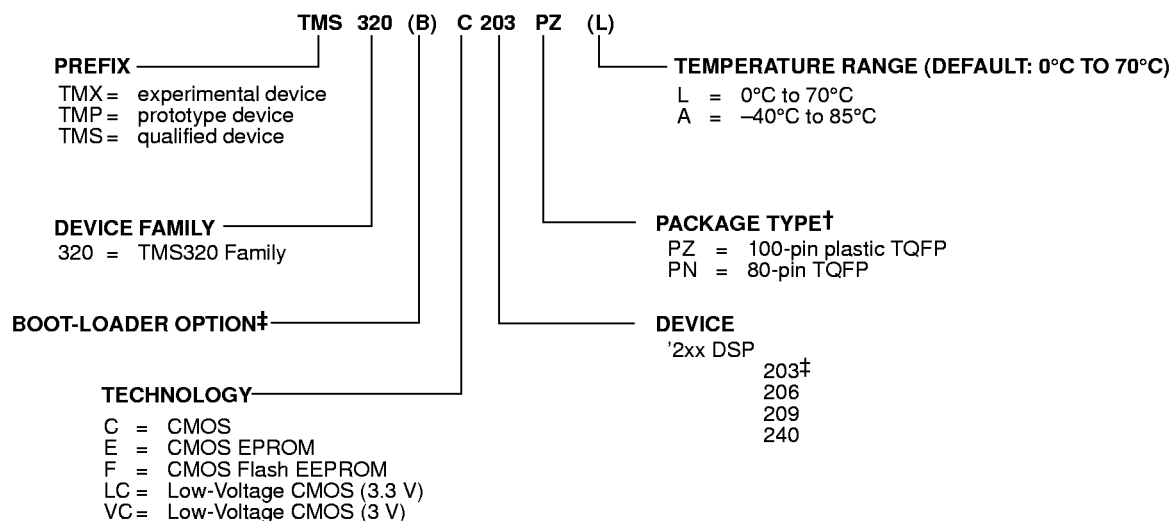 TMS 320 (B) C 203 PZ (L)
PREFIX
TMX = experimental device
TMP = prototype device
TMS = qualified device
TEMPERATURE RANGE (DEFAULT: 0°C TO 70°C)
L = 0°C to 70°C
A = –40°C to 85°C
DEVICE FAMILY
320 = TMS320 Family
PACKAGE TYPE†
PZ = 100-pin plastic TQFP
PN = 80-pin TQFP
BOOT-LOADER OPTION‡
DEVICE
'2xx DSP
203‡
206
209
240
TECHNOLOGY
C = CMOS
E = CMOS EPROM
F = CMOS Flash EEPROM
LC = Low-Voltage CMOS (3.3 V)
VC = Low-Voltage CMOS (3 V)